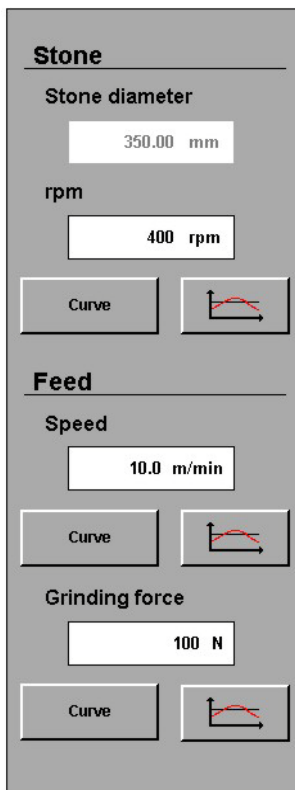 Stone
Stone diameter
350.00 mm
rpm
400 rpm
Curve
Feed
Speed
10.0 m/min
Curve
Grinding force
100 N
Curve